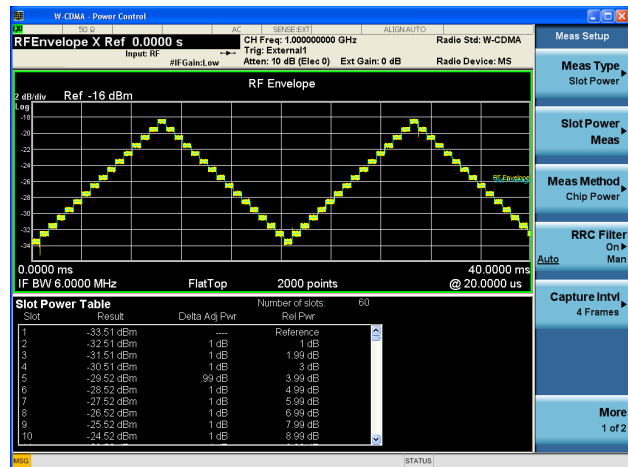 W-CDMA - Power Control
50 Ω AC SENSE:EXT ALIGN AUTO
RFEnvelope X Ref 0.0000 s
Input: RF
#IFGain:Low
CH Freq: 1.000000000 GHz
Trig: External1
Atten: 10 dB (Elec 0) Ext Gain: 0 dB
Radio Std: W-CDMA
Radio Device: MS
RF Envelope
2 dB/div Ref -16 dBm
Log
-18
-20
-22
-24
-26
RF Envelope
-28
-30
-32
-34
0.0000 ms 40.0000 ms
IF BW 6.0000 MHz FlatTop 2000 points @ 20.0000 us
Slot Power Table Number of slots: 60
Slot Result Delta Adj Pwr Rel Pwr
1 -33.51 dBm ---- Reference
2 -32.51 dBm 1 dB 1 dB
3 -31.51 dBm 1 dB 1.99 dB
4 -30.51 dBm 1 dB 3 dB
5 -29.52 dBm .99 dB 3.99 dB
6 -28.52 dBm 1 dB 4.99 dB
7 -27.52 dBm 1 dB 5.99 dB
8 -26.52 dBm 1 dB 6.99 dB
9 -25.52 dBm 1 dB 7.99 dB
10 -24.52 dBm 1 dB 8.99 dB
MSG STATUS
Meas Setup
Meas Type
Slot Power
Slot Power
Meas
Meas Method
Chip Power
RRC Filter
On
Auto Man
Capture Intvl
4 Frames
More
1 of 2